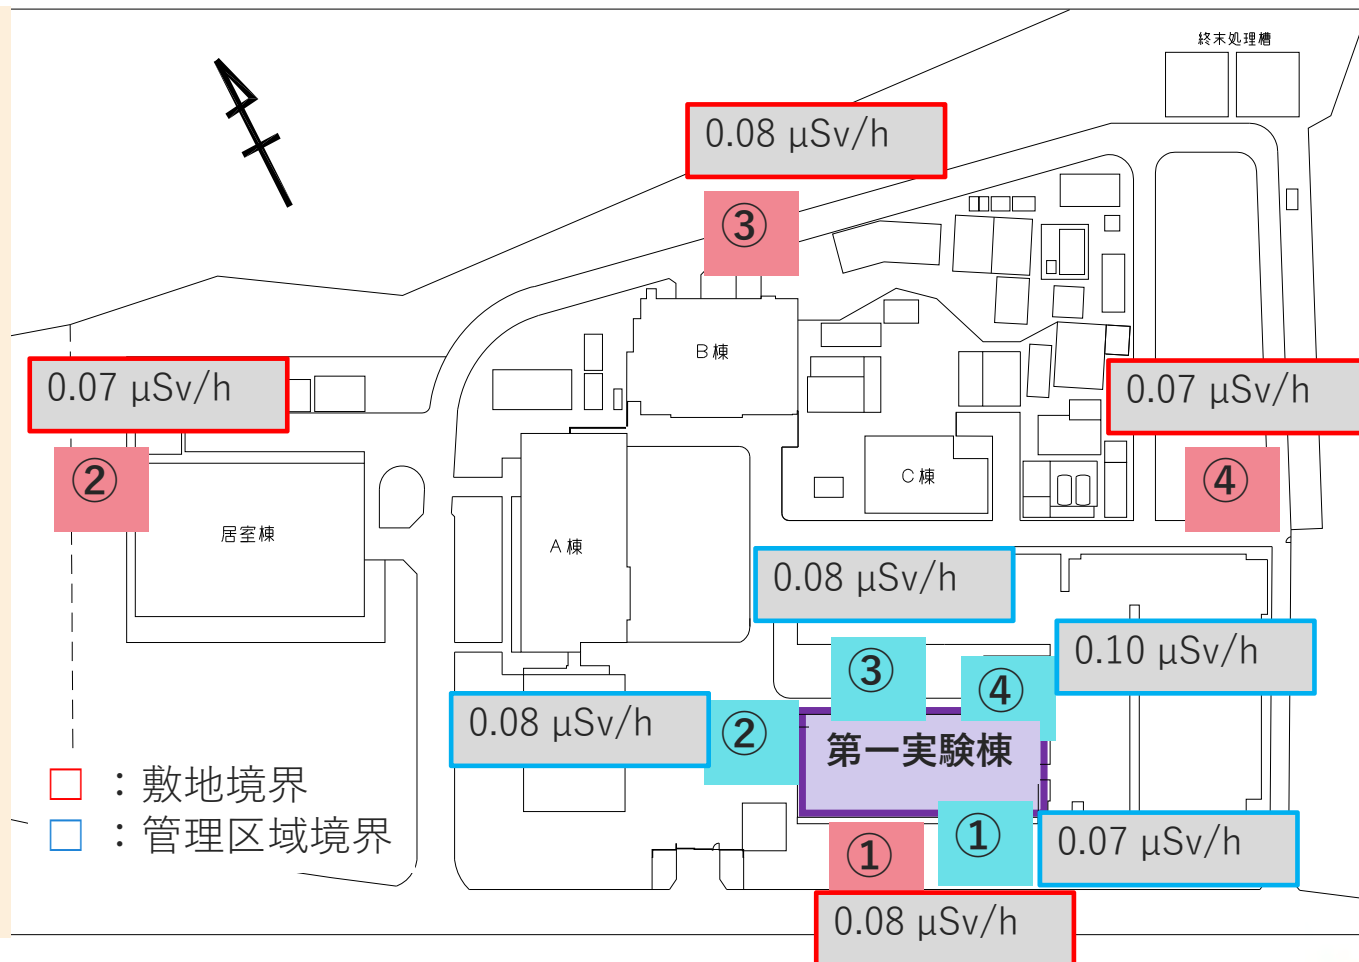 終末処理槽
0.08 μSv/h
③
B棟
0.07 μSv/h
②
居室棟
A棟
C棟
0.07 μSv/h
④
0.08 μSv/h
③
0.10 μSv/h
④
0.08 μSv/h
②
第一実験棟
①
0.07 μSv/h
①
0.08 μSv/h
：敷地境界
：管理区域境界